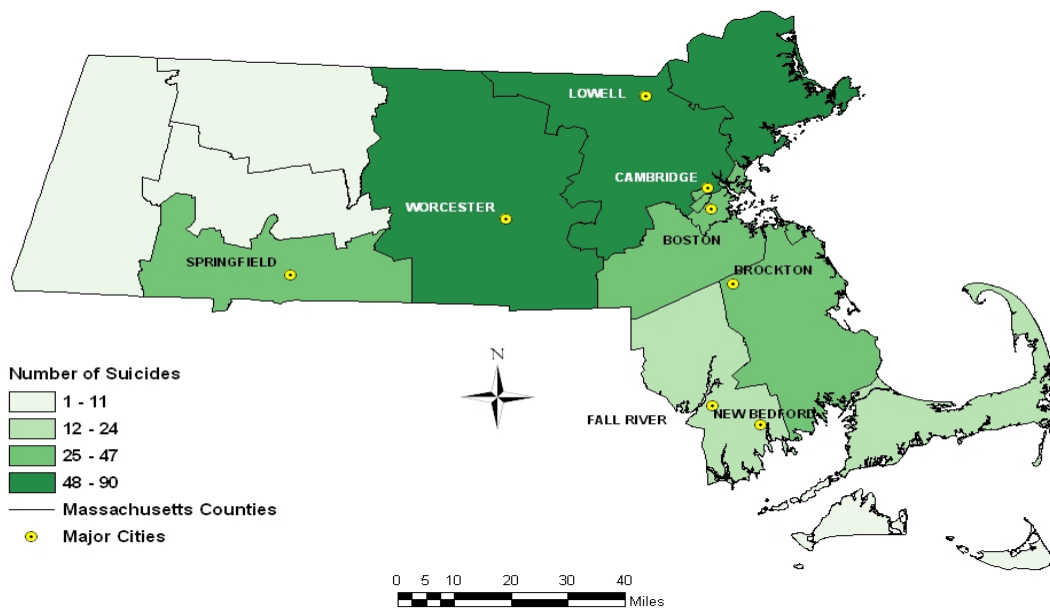 LOWELL
CAMBRIDGE
WORCESTER
BOSTON
SPRINGFIELD
BROCKTON
N
Number of Suicides
1 - 11
12 - 24
25 - 47
48 - 90
Massachusetts Counties
Major Cities
FALL RIVER
NEW BEDFORD
0 5 10 20 30 40
Miles